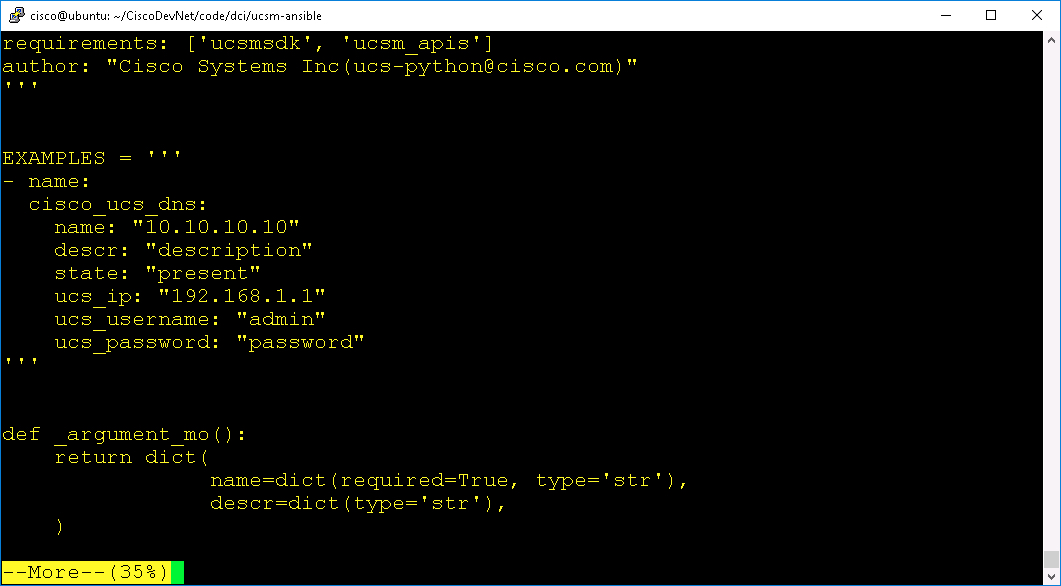 cisco@ubuntu: ~/CiscoDevNet/code/dci/ucsm-ansible
requirements: ['ucsmsdk', 'ucsm_apis']
author: "Cisco Systems Inc(ucs-python@cisco.com)"
'''
EXAMPLES = '''
- name:
  cisco_ucs_dns:
    name: "10.10.10.10"
    descr: "description"
    state: "present"
    ucs_ip: "192.168.1.1"
    ucs_username: "admin"
    ucs_password: "password"
'''
def _argument_mo():
    return dict(
                name=dict(required=True, type='str'),
                descr=dict(type='str'),
    )
--More--(35%)